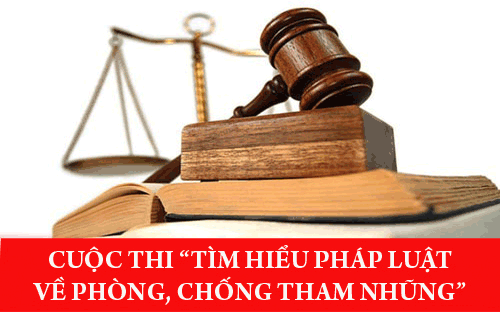 CUỘC THI “TÌM HIỂU PHÁP LUẬT
VỀ PHÒNG, CHỐNG THAM NHŨNG”